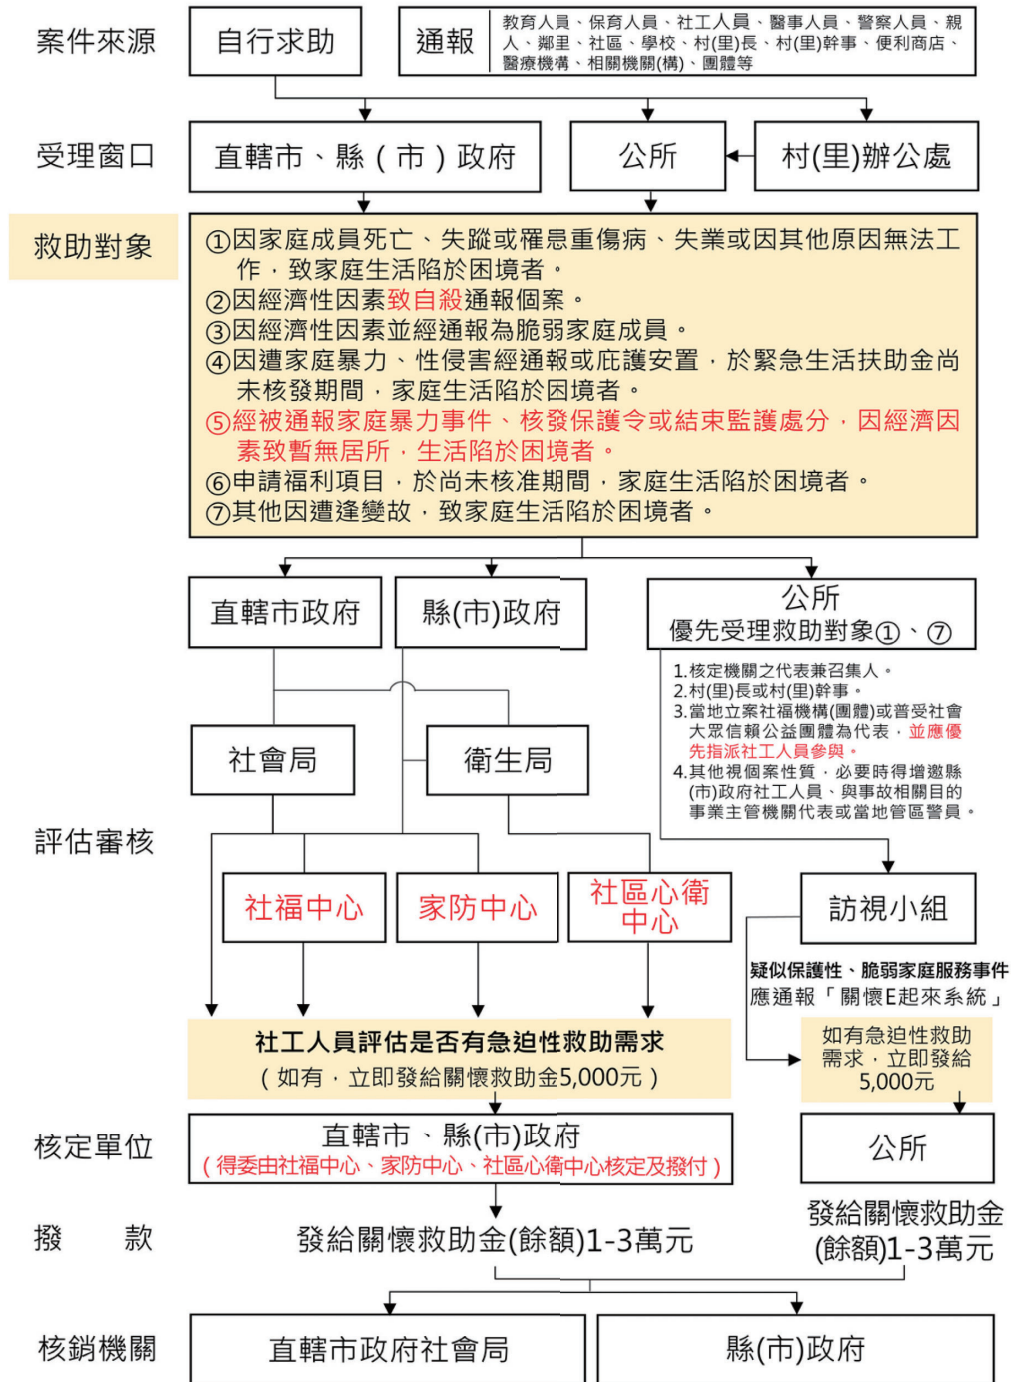 案件來源
自行求助
通報
教育人員、保育人員、社工人員、醫事人員、警察人員、親
人、鄰里、社區、學校、村(里)長、村(里)幹事、便利商店、
醫療機構、相關機關(構)、團體等
受理窗口
直轄市、縣（市）政府
公所
村(里)辦公處
救助對象
①因家庭成員死亡、失蹤或罹患重傷病、失業或因其他原因無法工
作，致家庭生活陷於困境者。
②因經濟性因素致自殺通報個案。
③因經濟性因素並經通報為脆弱家庭成員。
④因遭家庭暴力、性侵害經通報或庇護安置，於緊急生活扶助金尚
未核發期間，家庭生活陷於困境者。
⑤經被通報家庭暴力事件、核發保護令或結束監護處分，因經濟因
素致暫無居所，生活陷於困境者。
⑥申請福利項目，於尚未核准期間，家庭生活陷於困境者。
⑦其他因遭逢變故，致家庭生活陷於困境者。
直轄市政府
縣(市)政府
公所
優先受理救助對象①、⑦
1.核定機關之代表兼召集人。
2.村(里)長或村(里)幹事。
3.當地立案社福機構(團體)或普受社會
大眾信賴公益團體為代表，並應優
先指派社工人員參與。
4.其他視個案性質，必要時得增邀縣
(市)政府社工人員、與事故相關目的
事業主管機關代表或當地管區警員。
社會局
衛生局
評估審核
社福中心
家防中心
社區心衛
中心
訪視小組
疑似保護性、脆弱家庭服務事件
應通報「關懷E起來系統」
社工人員評估是否有急迫性救助需求
（如有，立即發給關懷救助金5,000元）
如有急迫性救助
需求，立即發給
5,000元
核定單位
直轄市、縣(市)政府
（得委由社福中心、家防中心、社區心衛中心核定及撥付）
公所
撥　　款
發給關懷救助金(餘額)1-3萬元
發給關懷救助金
(餘額)1-3萬元
核銷機關
直轄市政府社會局
縣(市)政府